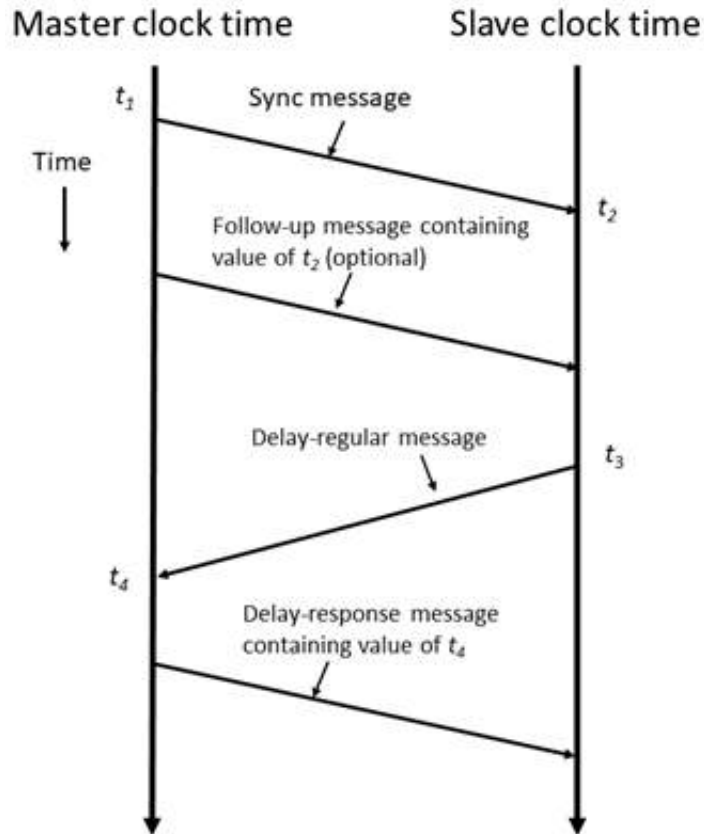 Master clock time
Slave clock time
t₁
Sync message
Time
t₂
Follow-up message containing
value of t₂ (optional)
Delay-regular message
t₃
t₄
Delay-response message
containing value of t₄